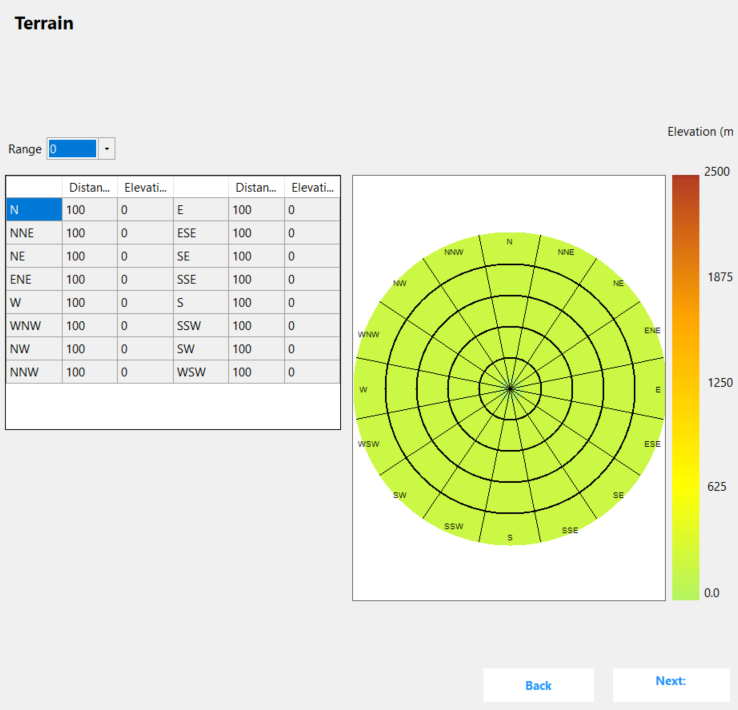 Terrain
Elevation (m
Range 0
Distan... Elevati... Distan... Elevati...
N 100 0 E 100 0
NNE 100 0 ESE 100 0
NE 100 0 SE 100 0
ENE 100 0 SSE 100 0
W 100 0 S 100 0
WNW 100 0 SSW 100 0
NW 100 0 SW 100 0
NNW 100 0 WSW 100 0
N
NNW NNE
NW NE
WNW ENE
W E
WSW ESE
SW SE
SSW SSE
S
2500
1875
1250
625
0.0
Back Next: